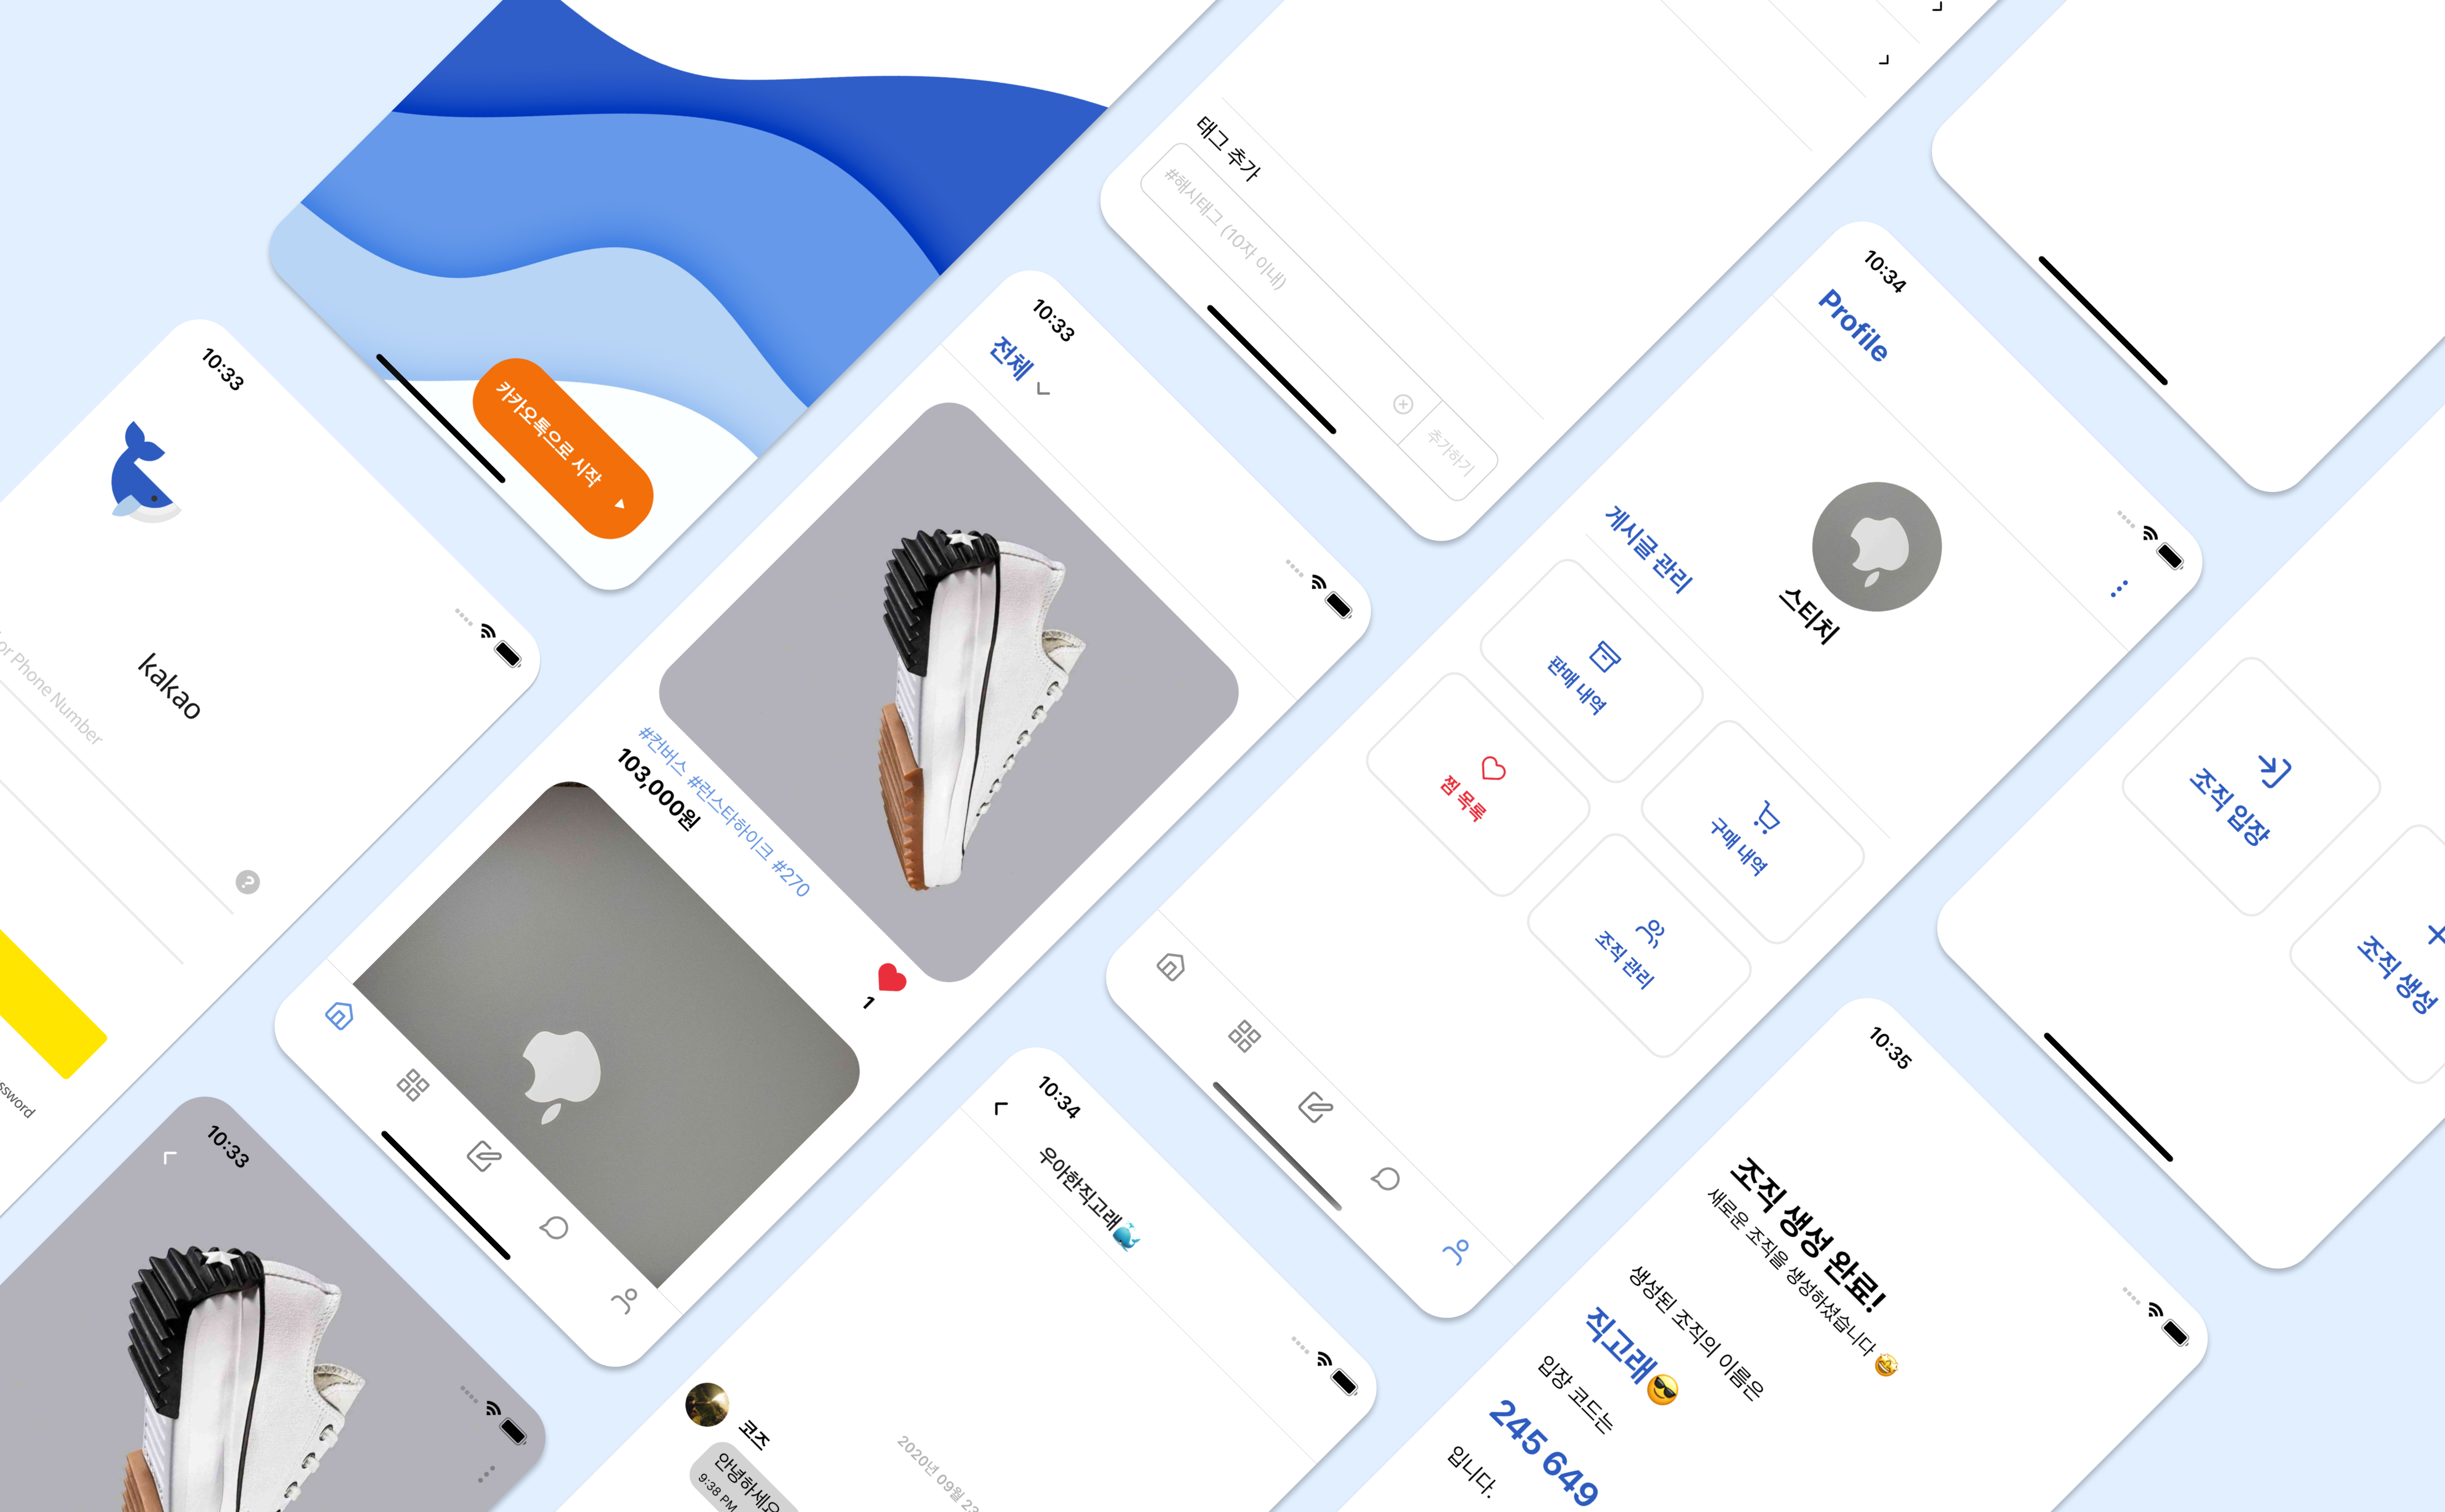 카카오톡으로 시작
10:33
kakao
or Phone Number
?
ssword
10:33
전체
#컨버스 #런스타하이크 #270
103,000원
1
태그 추가
#해시태그 (10자 이내)
추가하기
10:34
Profile
스티치
게시글 관리
판매 내역
구매 내역
찜 목록
조직 관리
조직 입장
조직 생성
10:33
10:34
우아한직고래🐳
코즈
안녕하세요
9:38 PM
2020년 09월 23
10:35
조직 생성 완료!
새로운 조직을 생성하셨습니다 🤩
생성된 조직의 이름은
직고래😎
입장 코드는
245 649
입니다.